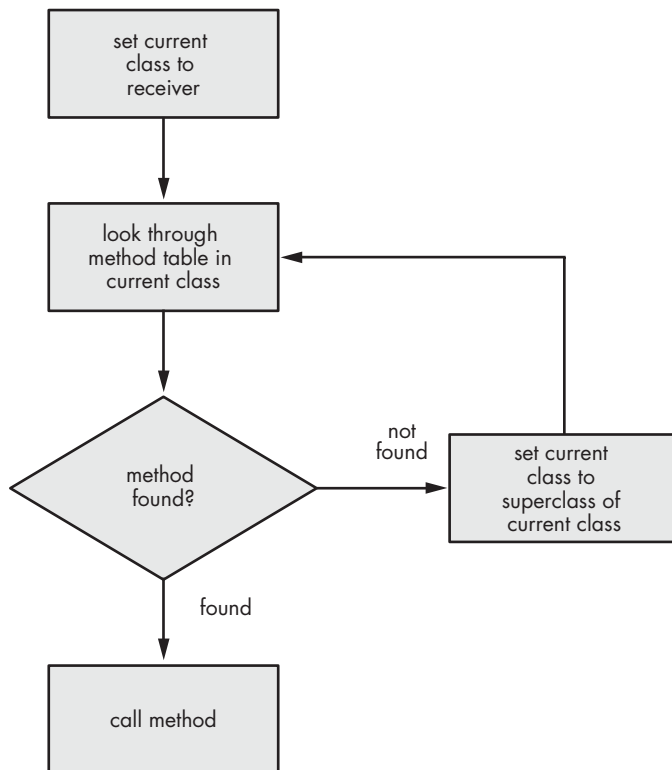 set current
class to
receiver
look through
method table in
current class
method
found?
not
found
set current
class to
superclass of
current class
found
call method